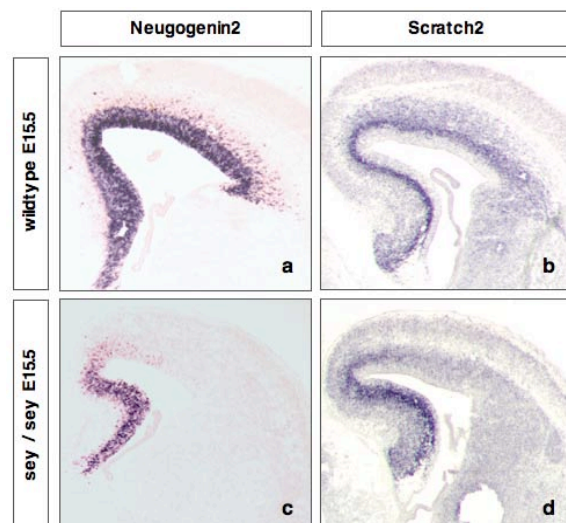 Neugogenin2
Scratch2
wildtype E15.5
a
b
sey / sey E15.5
c
d